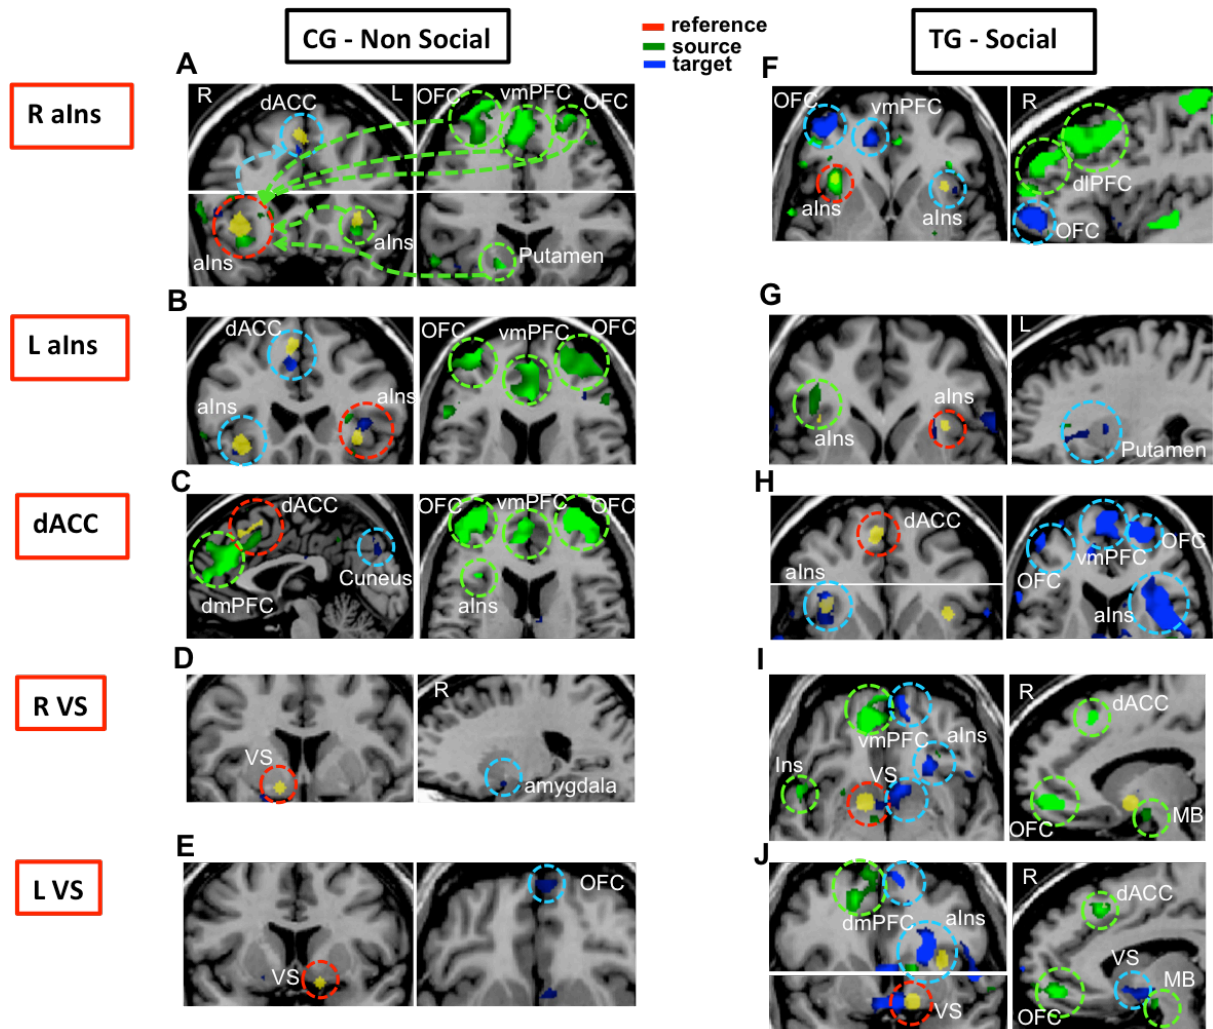 CG - Non Social
reference
source
target
TG - Social
R aIns
A
R
dACC
L
OFC
vmPFC
OFC
aIns
aIns
Putamen
F
OFC
vmPFC
R
aIns
aIns
dlPFC
OFC
L aIns
B
dACC
OFC
vmPFC
OFC
aIns
aIns
G
L
aIns
Putamen
dACC
C
dACC
OFC
vmPFC
OFC
dmPFC
Cuneus
aIns
H
dACC
aIns
OFC
vmPFC
OFC
aIns
R VS
D
R
VS
amygdala
I
R
dACC
vmPFC
aIns
Ins
VS
OFC
MB
L VS
E
OFC
VS
J
R
dACC
dmPFC
aIns
VS
VS
MB
OFC